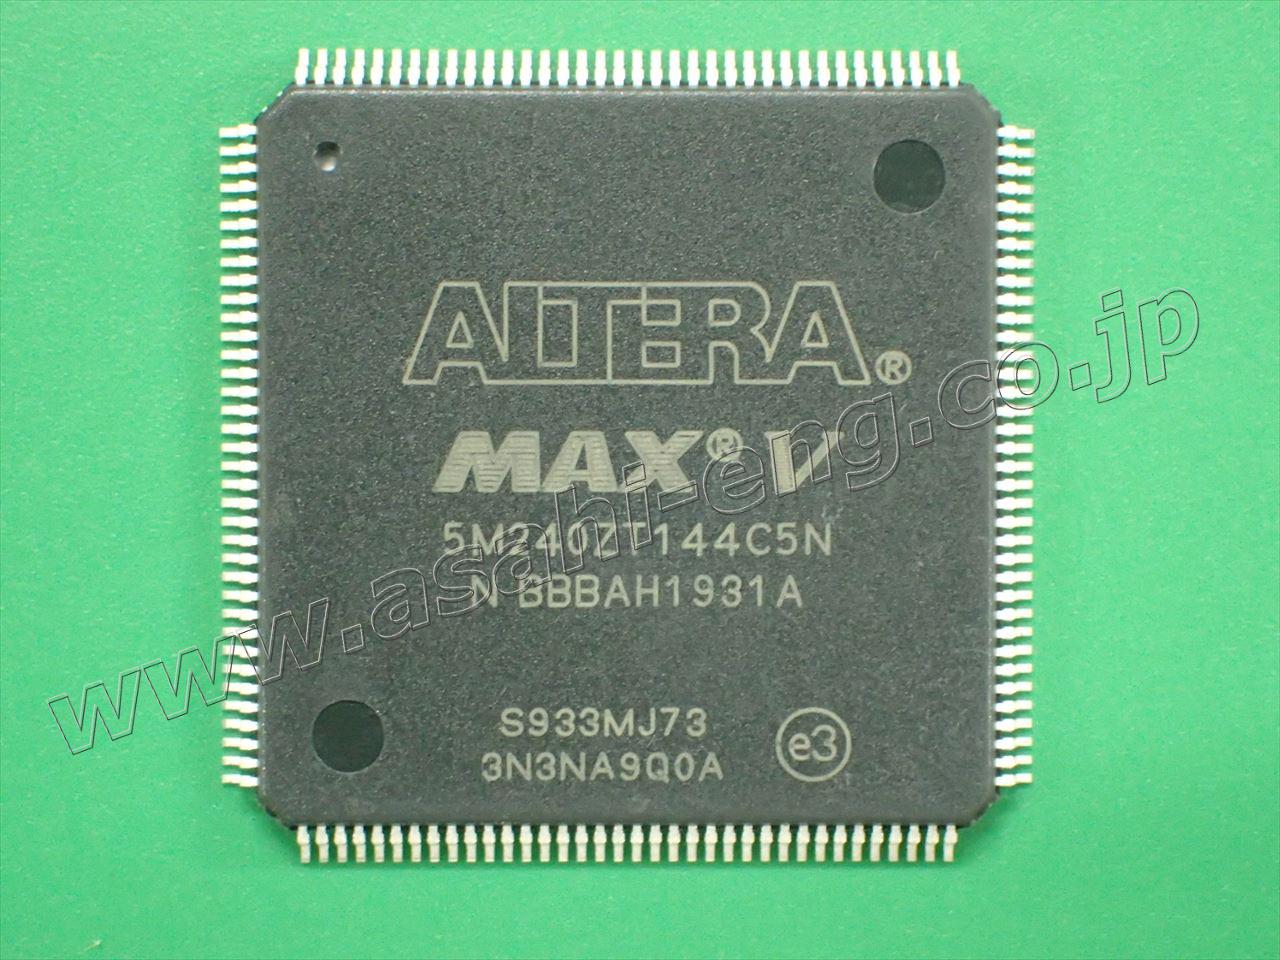 ALTERA®
MAX® V
5M240ZT144C5N
N BBBAH1931A
S933MJ73
3N3NA9Q0A
e3
www.asahi-eng.co.jp